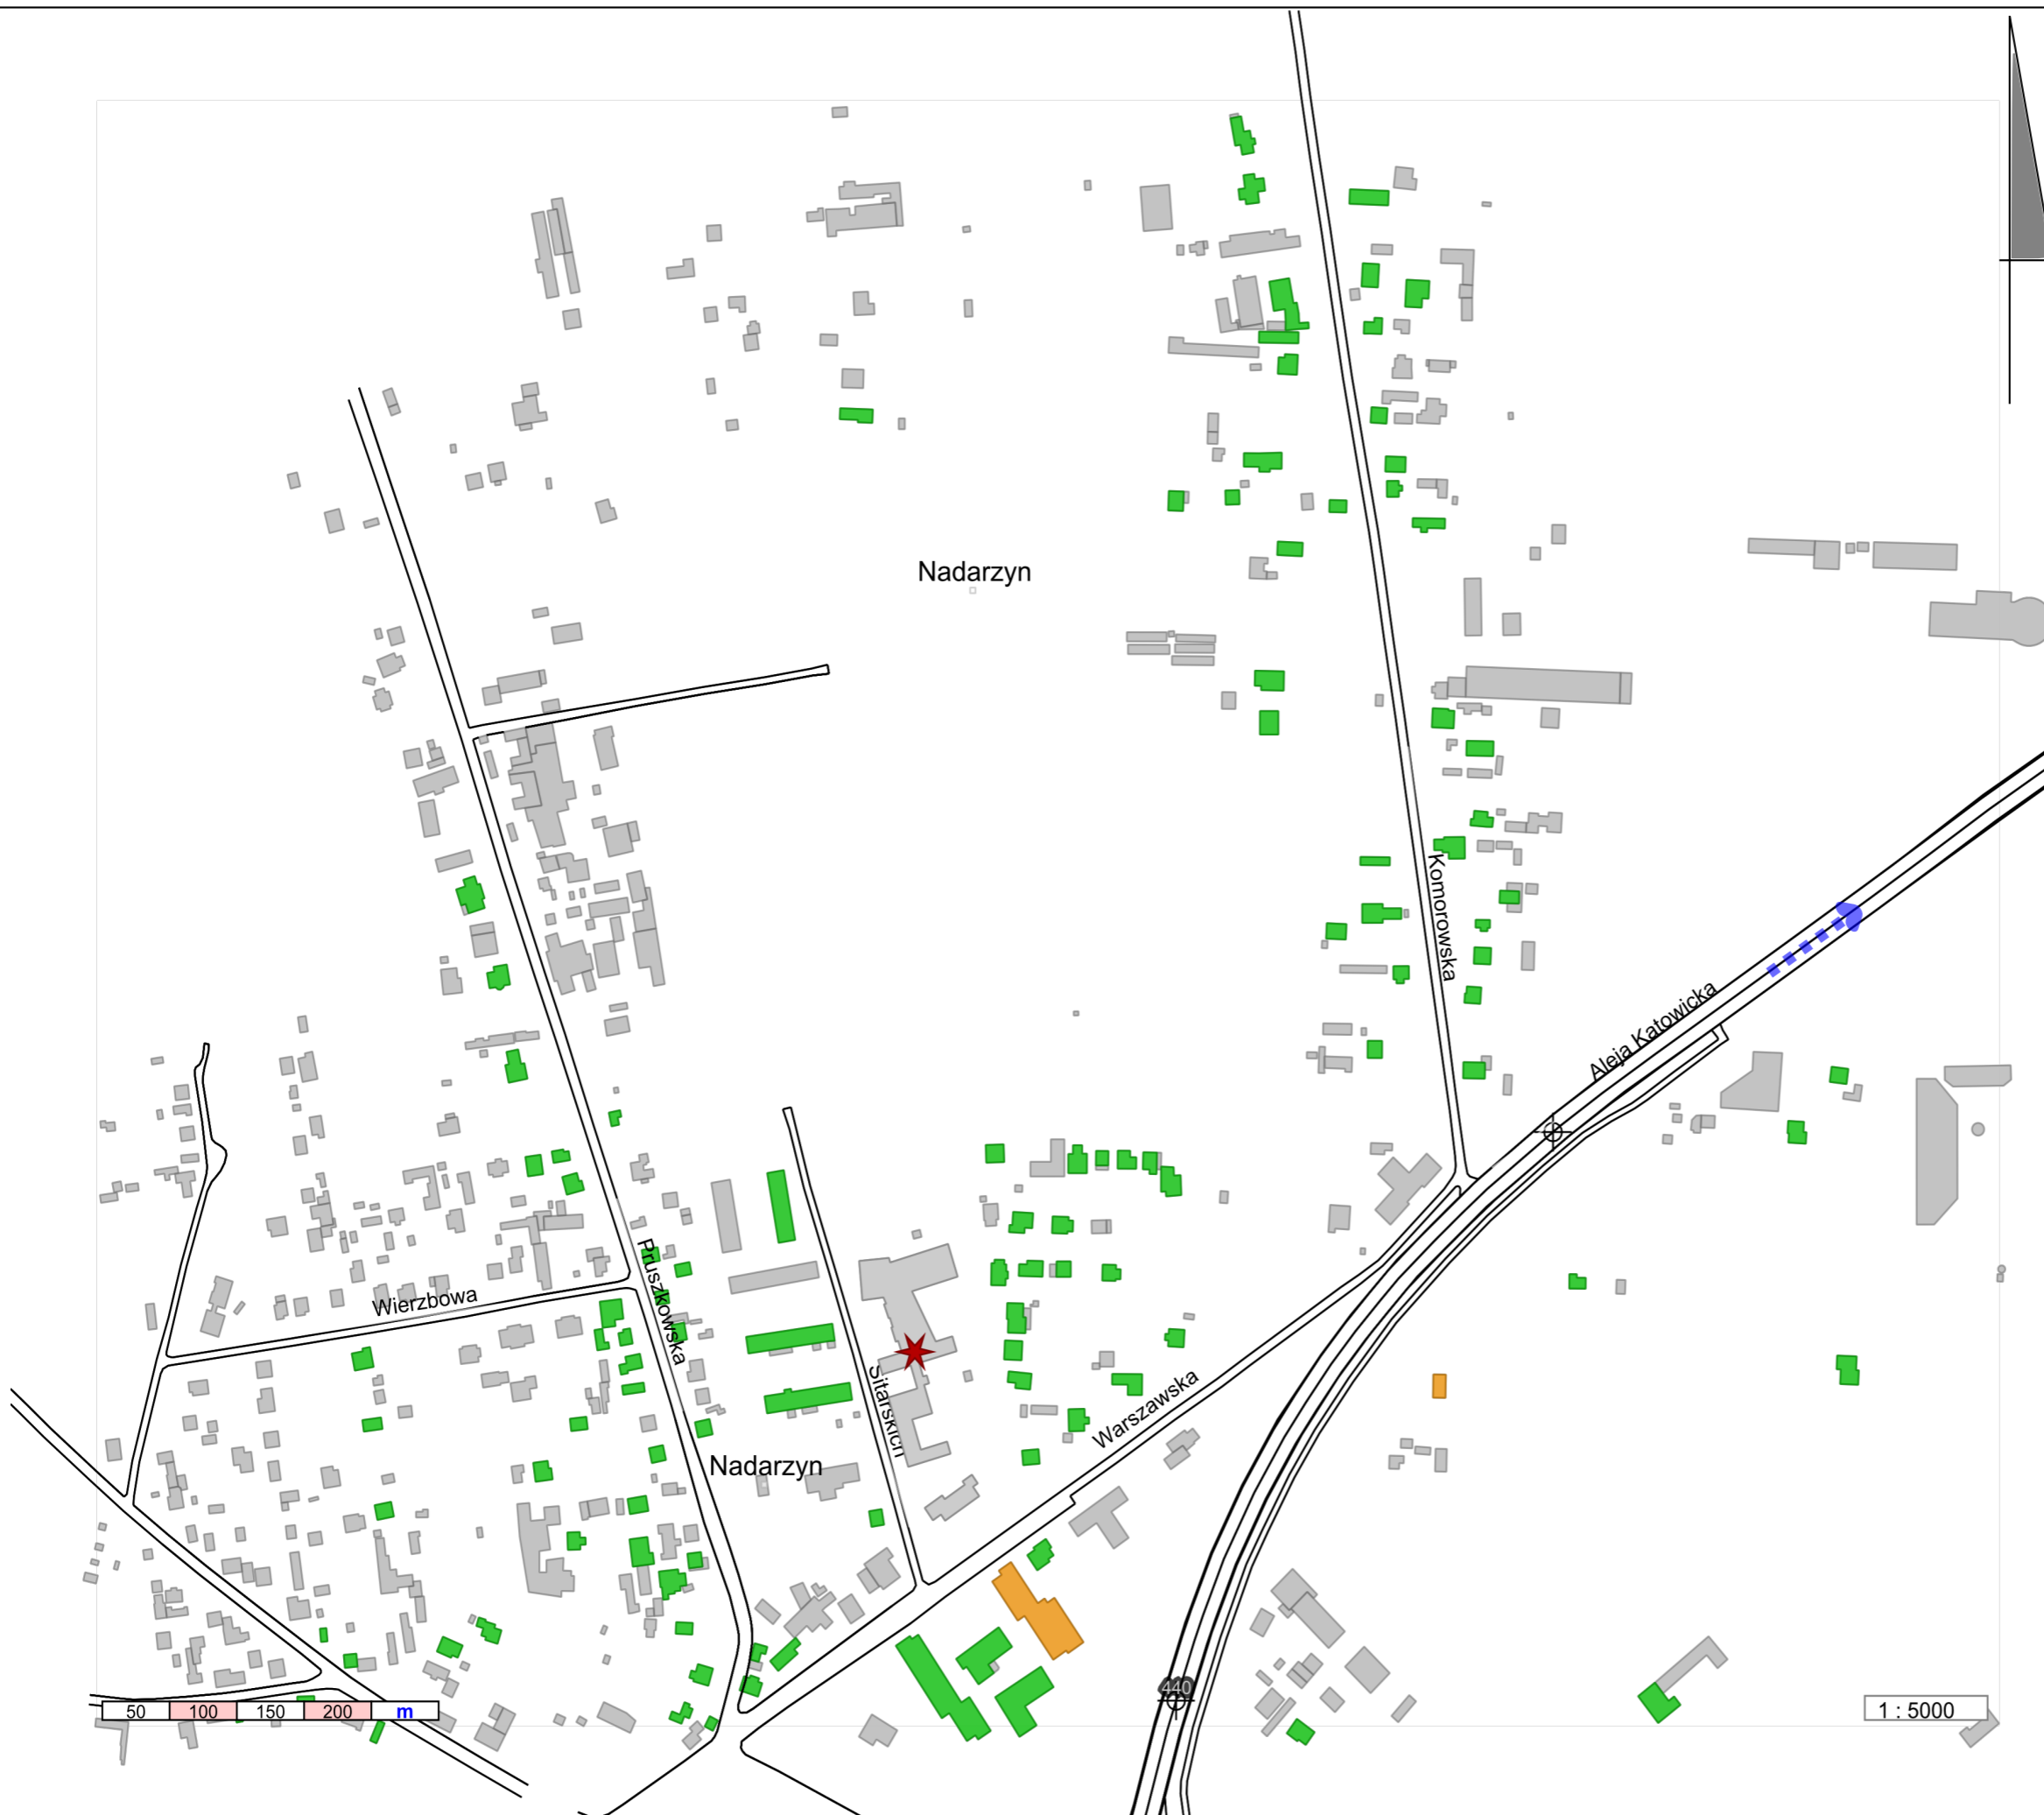 Nadarzyn
Komorowska
Aleja Katowicka
Pruszkowska
Wierzbowa
Sitarskich
Warszawska
Nadarzyn
440
50 100 150 200 m
1 : 5000